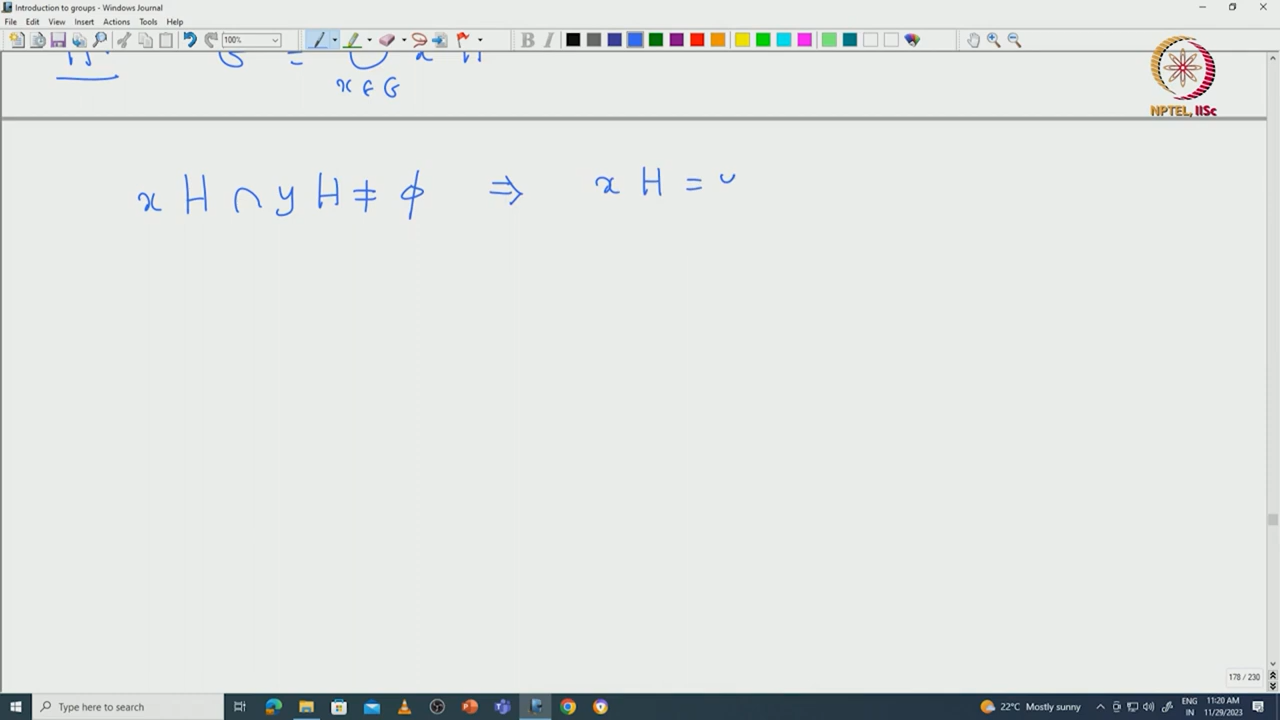 Introduction to groups - Windows Journal
File Edit View Insert Actions Tools Help
100%
B I
G = ∪ x H
x ∈ G
NPTEL, IISc
x H ∩ y H ≠ ϕ ⇒ x H =
178 / 230
Type here to search
22°C Mostly sunny
ENG
IN
11:20 AM
11/29/2023